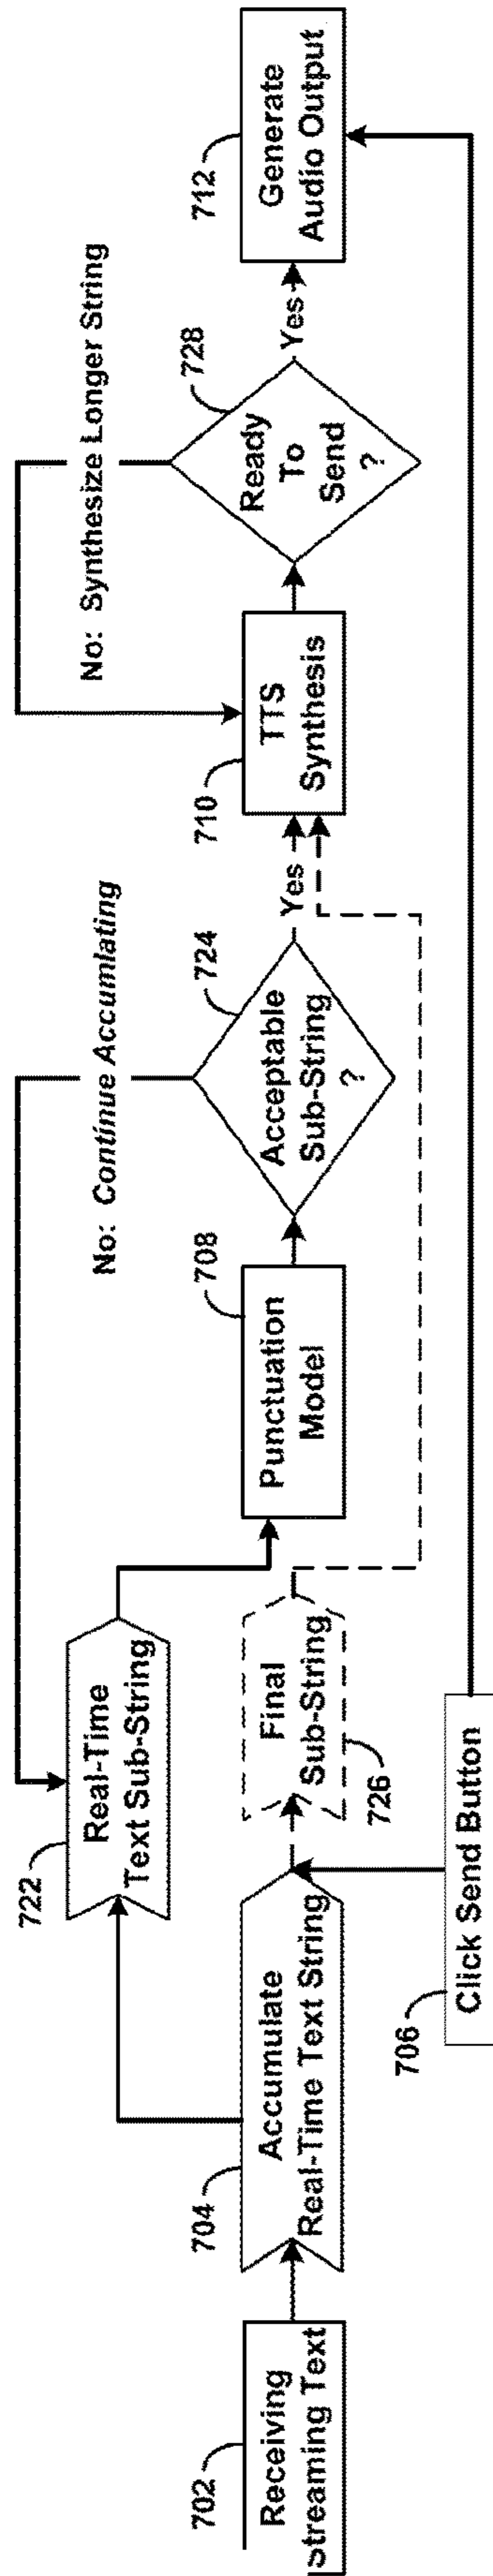 702
Receiving
Streaming Text
704
Accumulate
Real-Time Text String
706
Click Send Button
722
Real-Time
Text Sub-String
Final
Sub-String
726
708
Punctuation
Model
No: Continue Accumlating
724
Acceptable
Sub-String
?
Yes
710
TTS
Synthesis
No: Synthesize Longer String
728
Ready
To
Send
?
Yes
712
Generate
Audio Output